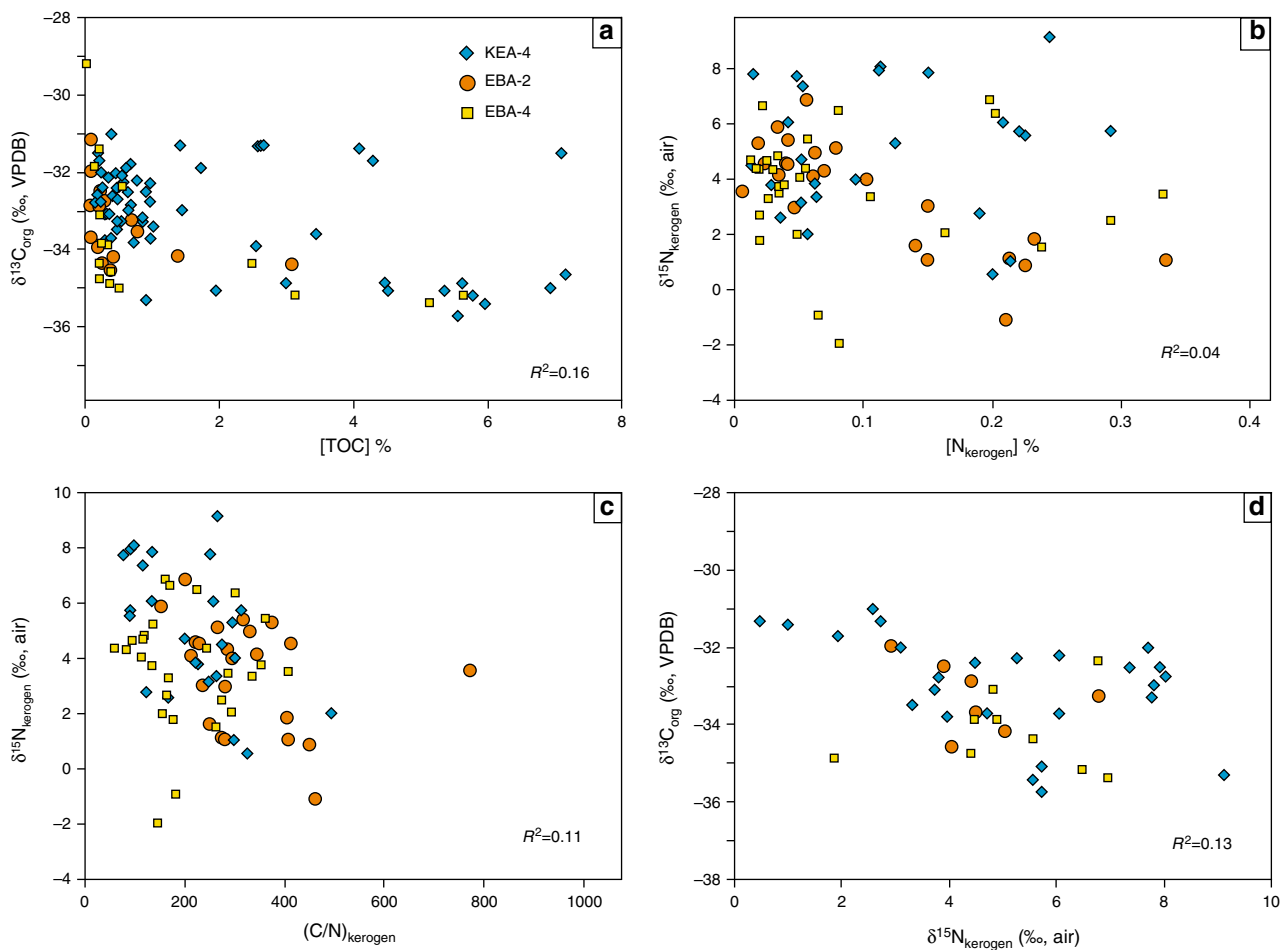 a
KEA-4
EBA-2
EBA-4
–28
–30
–32
–34
–36
δ13Corg (‰, VPDB)
R2=0.16
0
2
4
6
8
[TOC] %
b
8
6
4
2
0
–2
–4
δ15Nkerogen (‰, air)
R2=0.04
0
0.1
0.2
0.3
0.4
[Nkerogen] %
c
10
8
6
4
2
0
–2
–4
δ15Nkerogen (‰, air)
R2=0.11
0
200
400
600
800
1000
(C/N)kerogen
d
–28
–30
–32
–34
–36
–38
δ13Corg (‰, VPDB)
R2=0.13
0
2
4
6
8
10
δ15Nkerogen (‰, air)